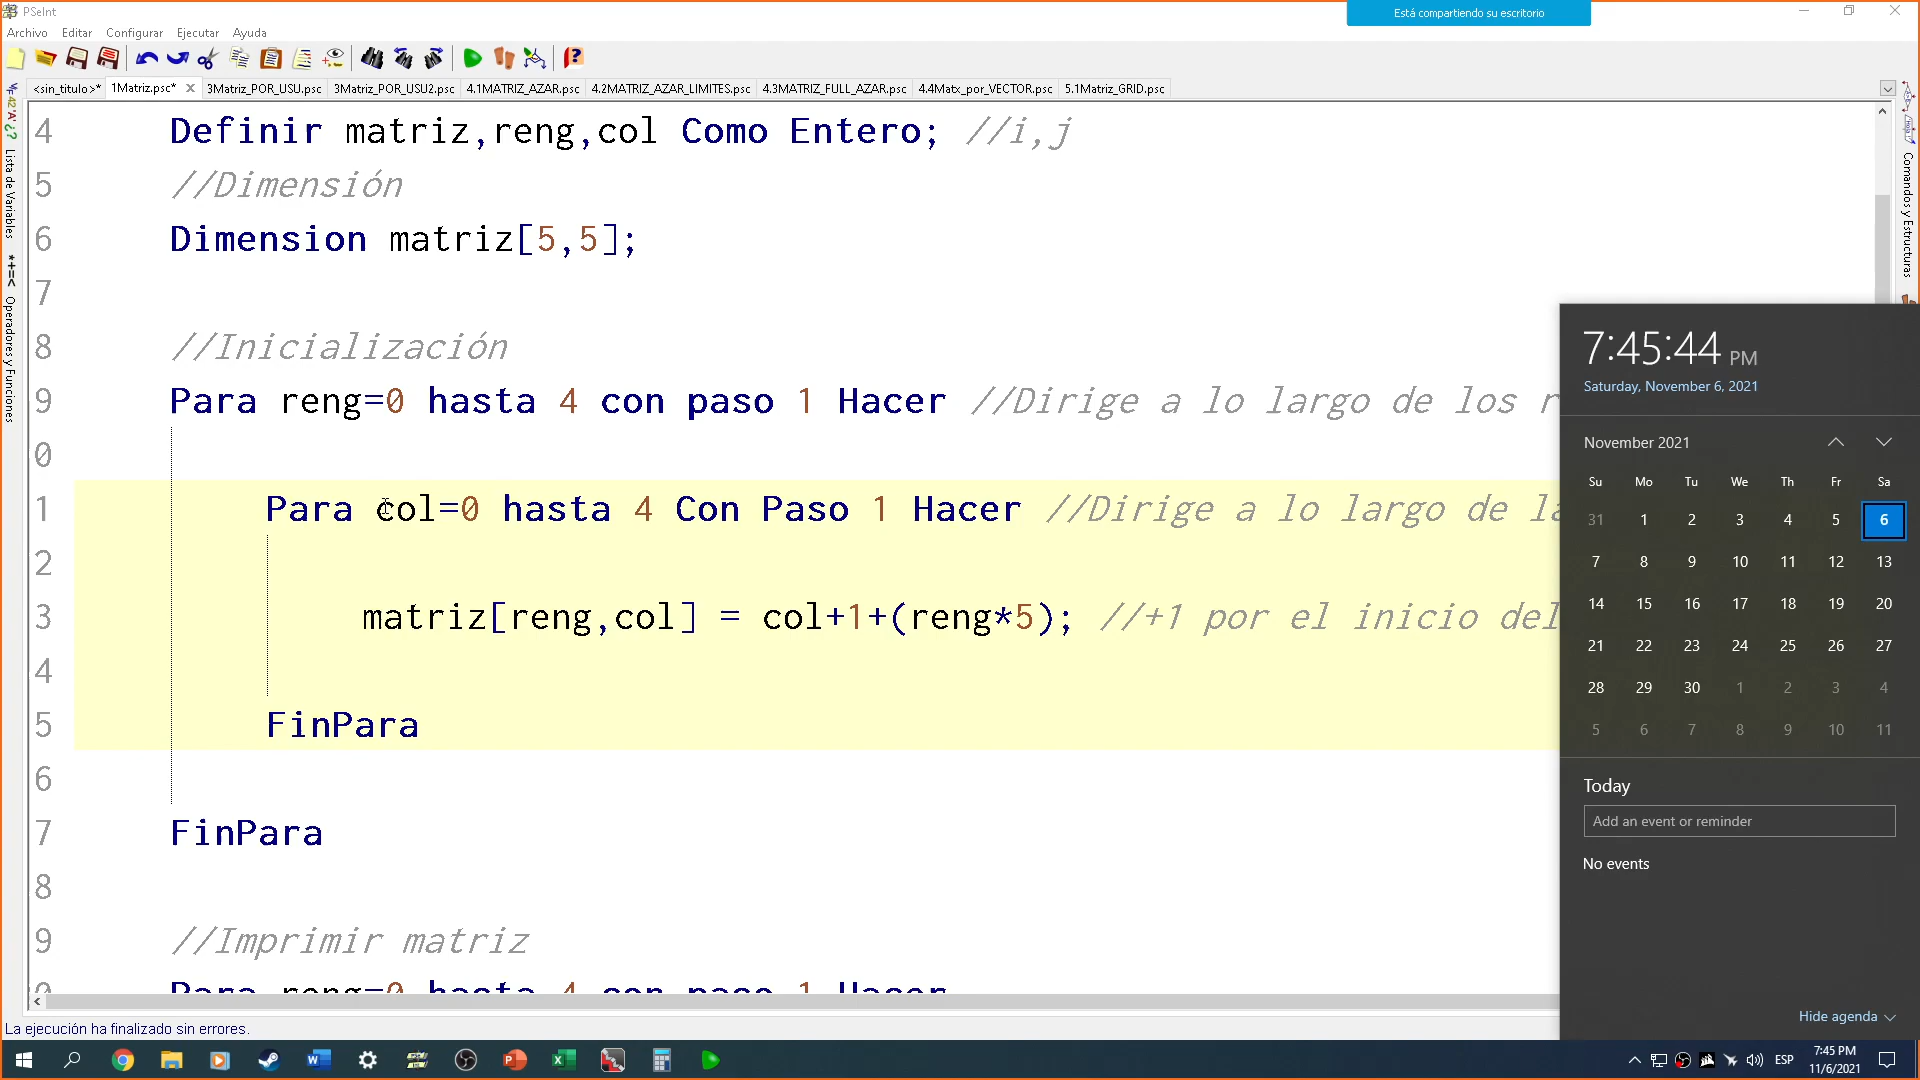 PSeInt
Está compartiendo su escritorio
Archivo Editar Configurar Ejecutar Ayuda
<sin_titulo>* 1Matriz.psc* 3Matriz_POR_USU.psc 3Matriz_POR_USU2.psc 4.1MATRIZ_AZAR.psc 4.2MATRIZ_AZAR_LIMITES.psc 4.3MATRIZ_FULL_AZAR.psc 4.4Matx_por_VECTOR.psc 5.1Matriz_GRID.psc
Lista de Variables
Operadores y Funciones
Comandos y Estructuras
4 Definir matriz,reng,col Como Entero; //i,j
5 //Dimensión
6 Dimension matriz[5,5];
7
8 //Inicialización
9 Para reng=0 hasta 4 con paso 1 Hacer //Dirige a lo largo de los r
0
1 Para col=0 hasta 4 Con Paso 1 Hacer //Dirige a lo largo de la
2
3 matriz[reng,col] = col+1+(reng*5); //+1 por el inicio del
4
5 FinPara
6
7 FinPara
8
9 //Imprimir matriz
0 Para reng=0 hasta 4 con paso 1 Hacer
La ejecución ha finalizado sin errores.
7:45:44 PM
Saturday, November 6, 2021
November 2021
Su Mo Tu We Th Fr Sa
31 1 2 3 4 5 6
7 8 9 10 11 12 13
14 15 16 17 18 19 20
21 22 23 24 25 26 27
28 29 30 1 2 3 4
5 6 7 8 9 10 11
Today
Add an event or reminder
No events
Hide agenda
ESP
7:45 PM
11/6/2021